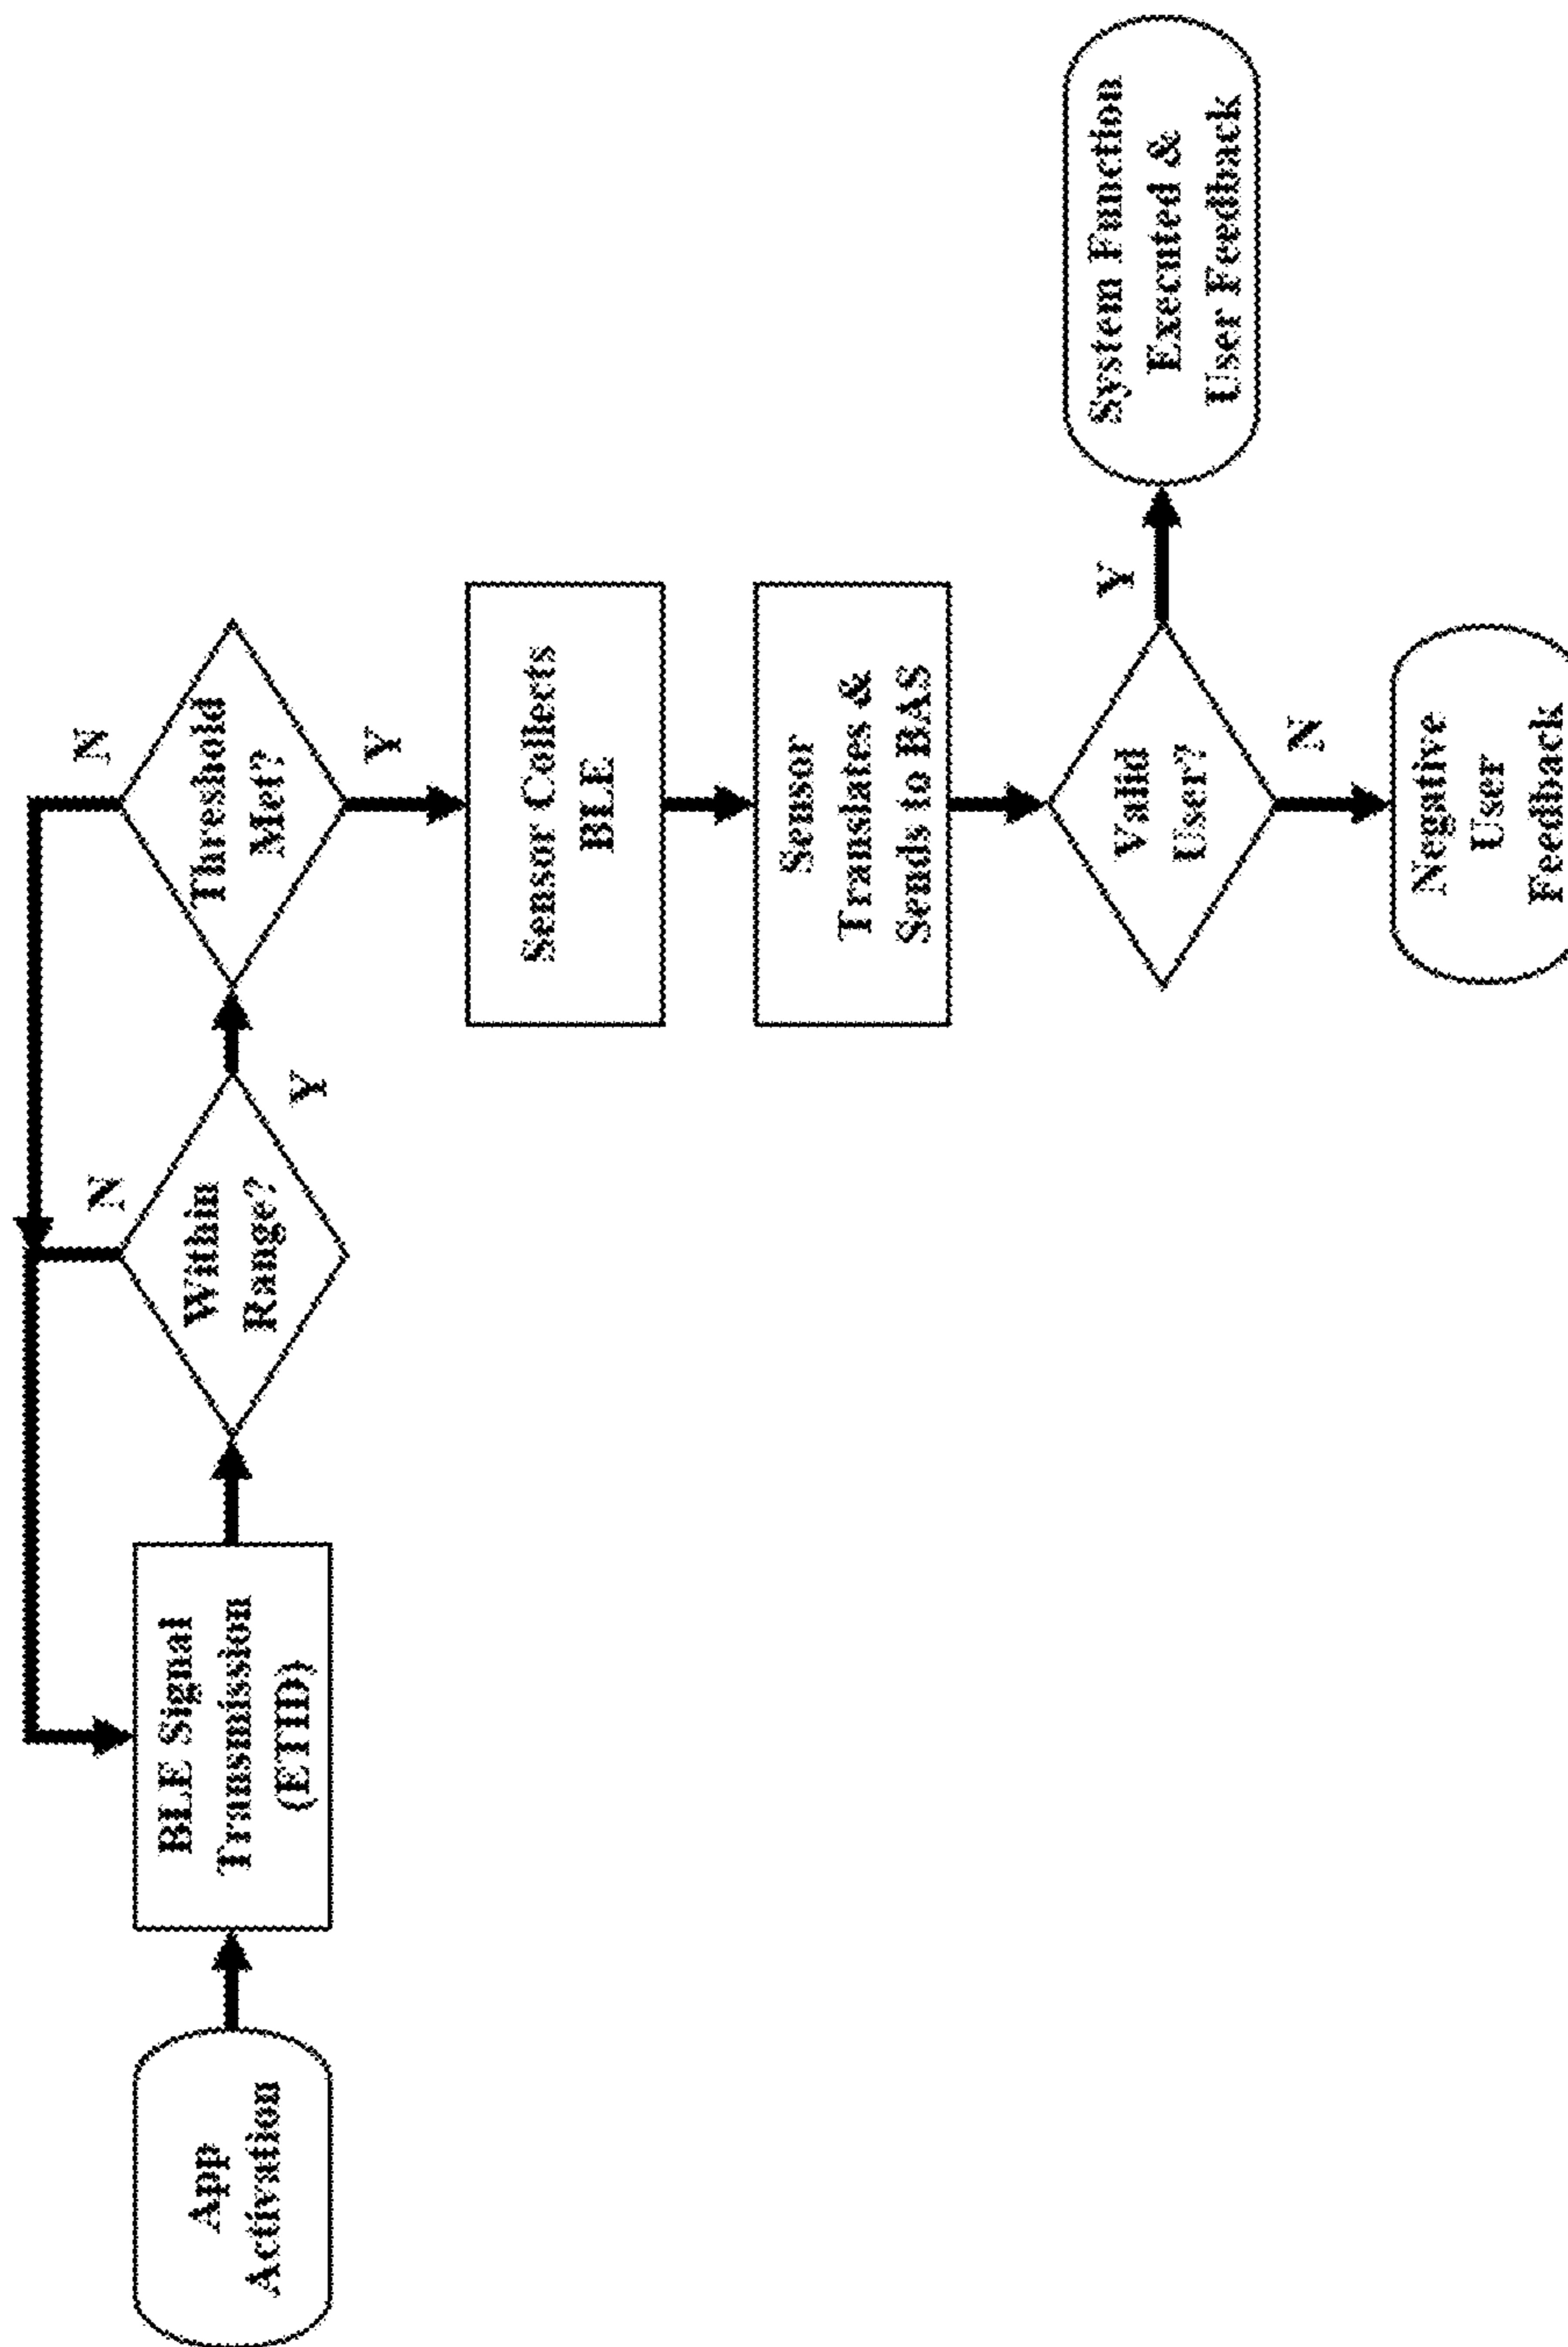 App
Activation
BLE Signal
Transmission
(ETID)
Within
Range?
N
Y
Threshold
Met?
N
Y
Sensor Collects
BLE
Sensor
Translates &
Sends to BAS
Valid
User?
Y
N
System Function
Executed &
User Feedback
Negative
User
Feedback